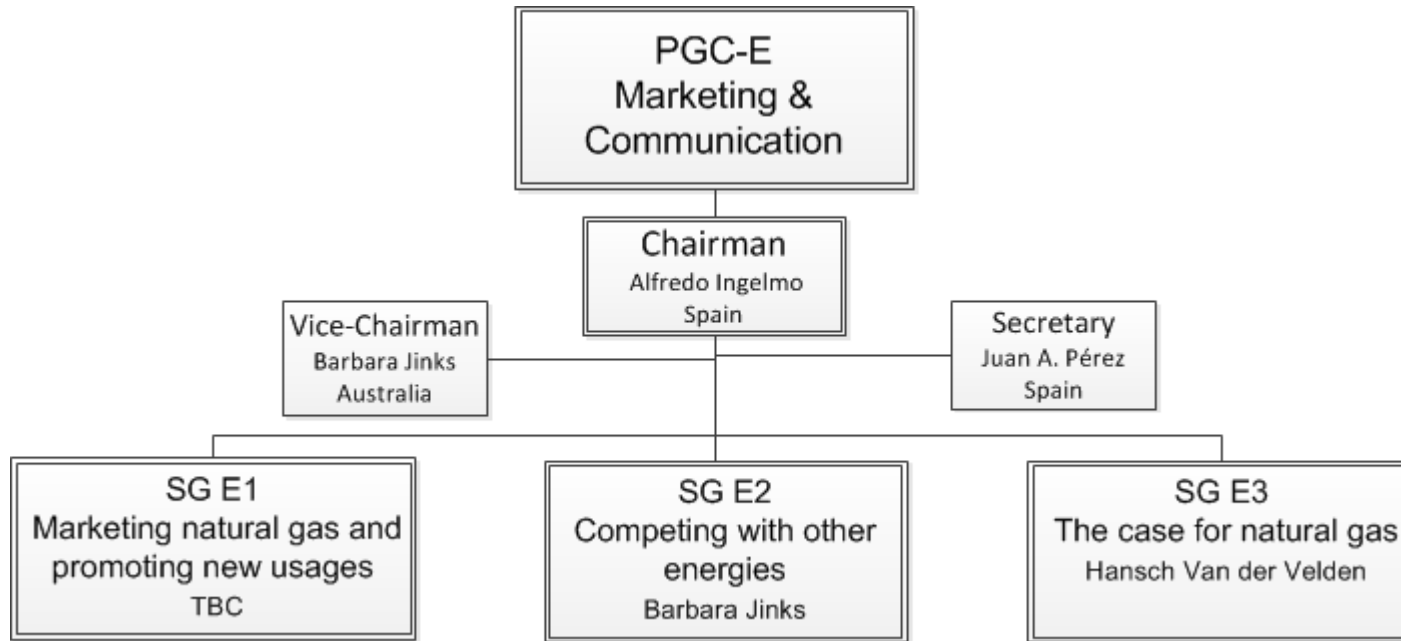 PGC-E
Marketing &
Communication
Chairman
Alfredo Ingelmo
Spain
Vice-Chairman
Barbara Jinks
Australia
Secretary
Juan A. Pérez
Spain
SG E1
Marketing natural gas and
promoting new usages
TBC
SG E2
Competing with other
energies
Barbara Jinks
SG E3
The case for natural gas
Hansch Van der Velden